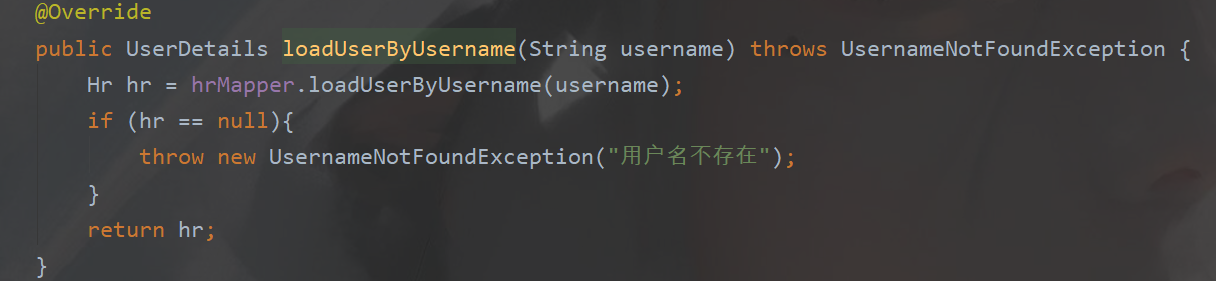 @Override
public UserDetails loadUserByUsername(String username) throws UsernameNotFoundException {
    Hr hr = hrMapper.loadUserByUsername(username);
    if (hr == null){
        throw new UsernameNotFoundException("用户名不存在");
    }
    return hr;
}